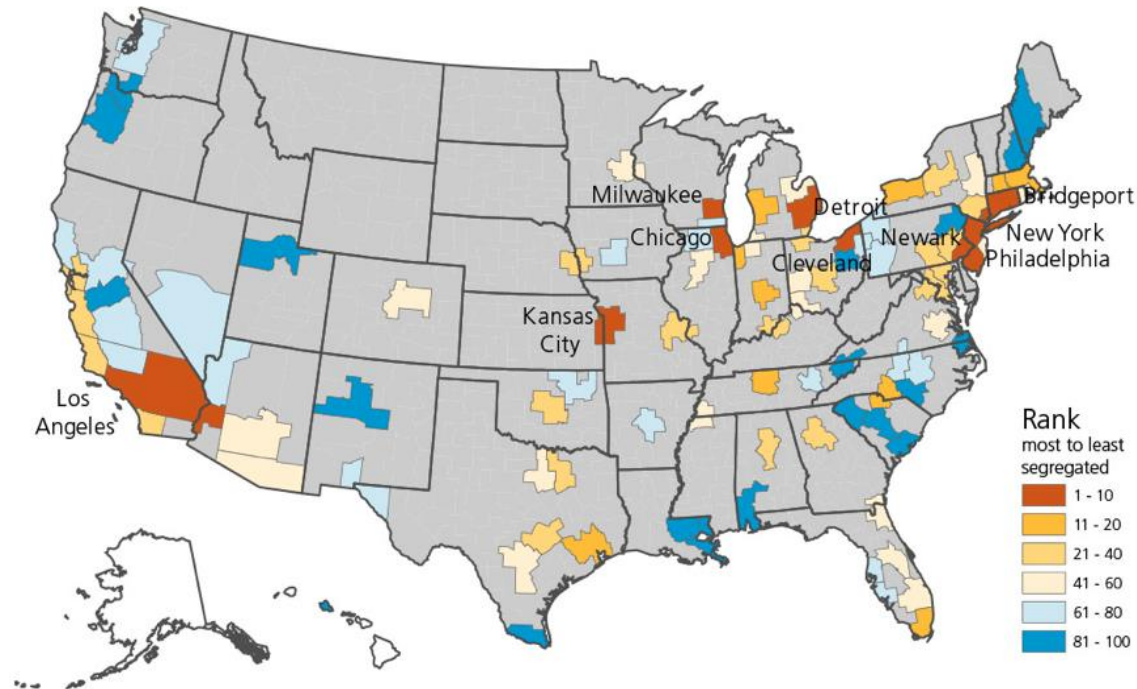 Milwaukee
Detroit
Bridgeport
Chicago
Cleveland
Newark
New York
Philadelphia
Kansas
City
Los
Angeles
Rank
most to least
segregated
1 - 10
11 - 20
21 - 40
41 - 60
61 - 80
81 - 100